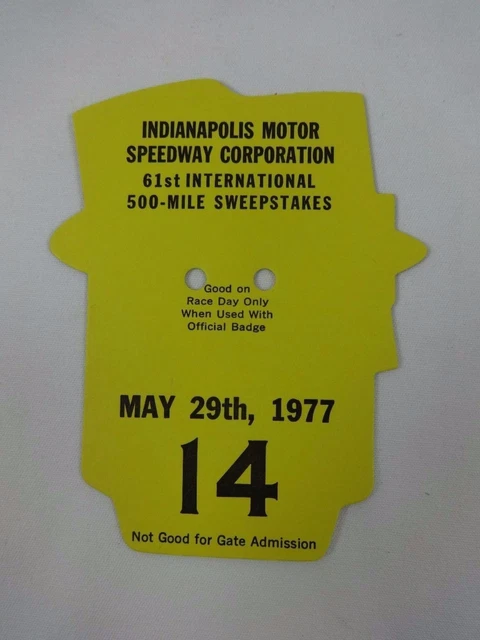 INDIANAPOLIS MOTOR
SPEEDWAY CORPORATION
61st INTERNATIONAL
500-MILE SWEEPSTAKES
Good on
Race Day Only
When Used With
Official Badge
MAY 29th, 1977
14
Not Good for Gate Admission